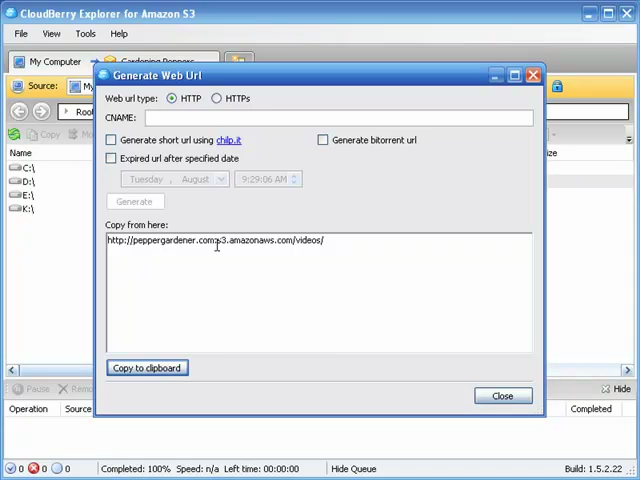 CloudBerry Explorer for Amazon S3
File View Tools Help
My Computer
Generate Web Url
Source: My
Web url type: HTTP HTTPs
CNAME:
Root
Copy
Generate short url using chilp.it Generate bitorrent url
Name
Expired url after specified date
C:\
D:\
Tuesday , August 9:29:06 AM
E:\
K:\
Generate
Copy from here:
http://peppergardener.com.s3.amazonaws.com/videos/
Copy to clipboard
Pause Remo Hide
Close
Operation Source Completed
0 0 0 Completed: 100% Speed: n/a Left time: 00:00:00 Hide Queue Build: 1.5.2.22